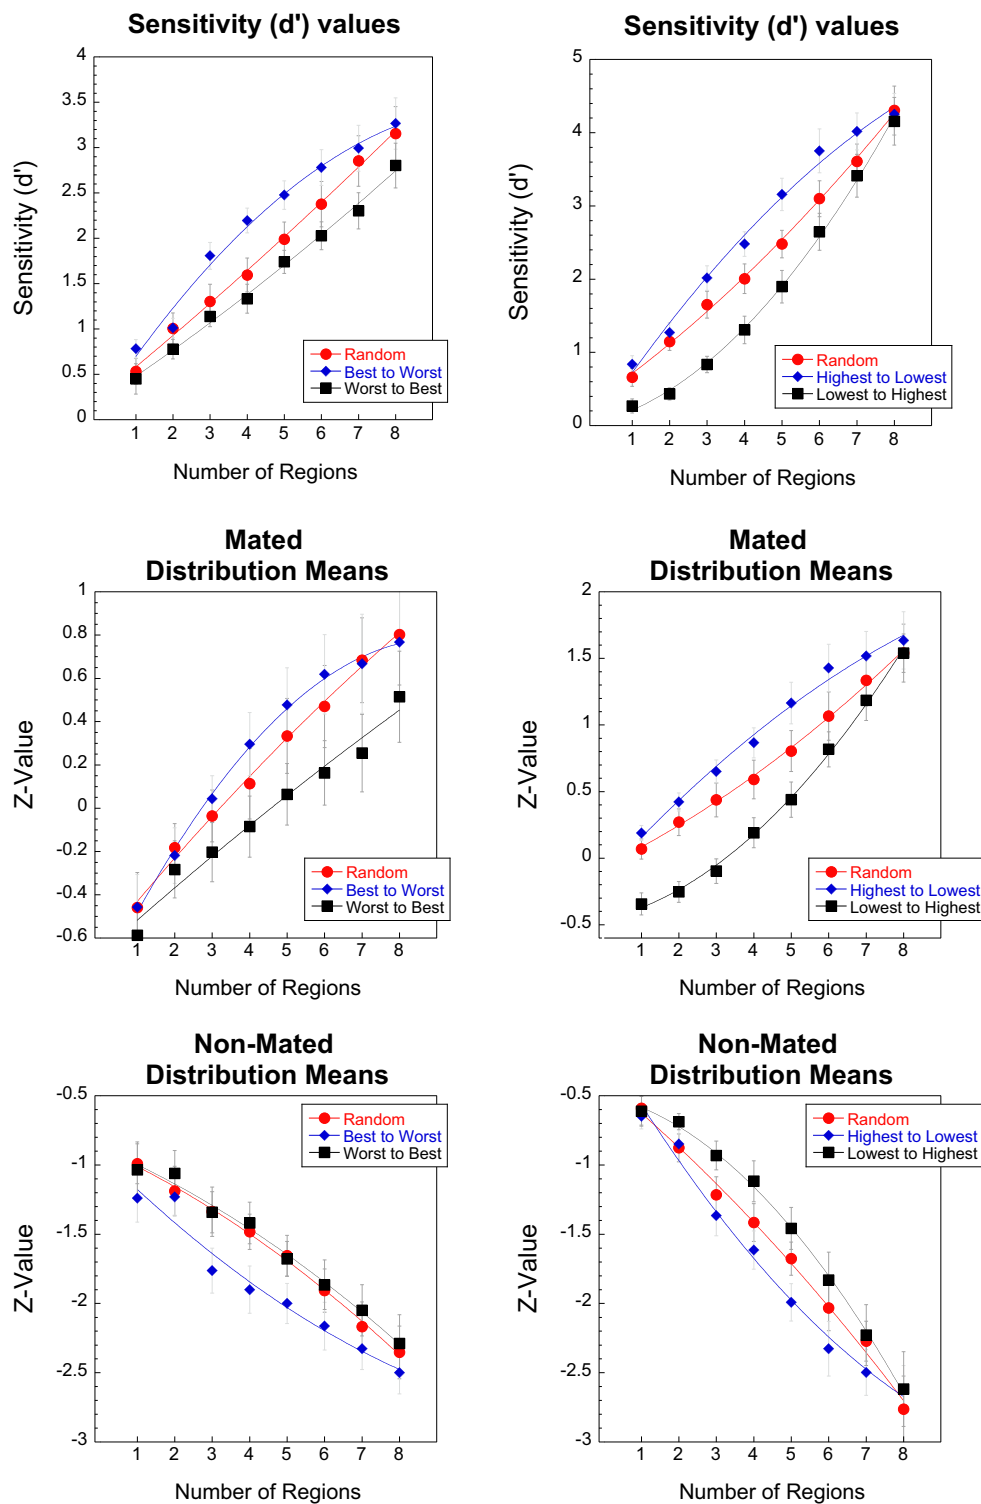 Sensitivity (d') values
4
3.5
3
2.5
2
1.5
1
0.5
0
Sensitivity (d')
Random
Best to Worst
Worst to Best
1 2 3 4 5 6 7 8
Number of Regions
Sensitivity (d') values
5
4
3
2
1
0
Sensitivity (d')
Random
Highest to Lowest
Lowest to Highest
1 2 3 4 5 6 7 8
Number of Regions
Mated
Distribution Means
1
0.8
0.6
0.4
0.2
0
-0.2
-0.4
-0.6
Z-Value
Random
Best to Worst
Worst to Best
1 2 3 4 5 6 7 8
Number of Regions
Mated
Distribution Means
2
1.5
1
0.5
0
-0.5
Z-Value
Random
Highest to Lowest
Lowest to Highest
1 2 3 4 5 6 7 8
Number of Regions
Non-Mated
Distribution Means
-0.5
-1
-1.5
-2
-2.5
-3
Z-Value
Random
Best to Worst
Worst to Best
1 2 3 4 5 6 7 8
Number of Regions
Non-Mated
Distribution Means
-0.5
-1
-1.5
-2
-2.5
-3
Z-Value
Random
Highest to Lowest
Lowest to Highest
1 2 3 4 5 6 7 8
Number of Regions